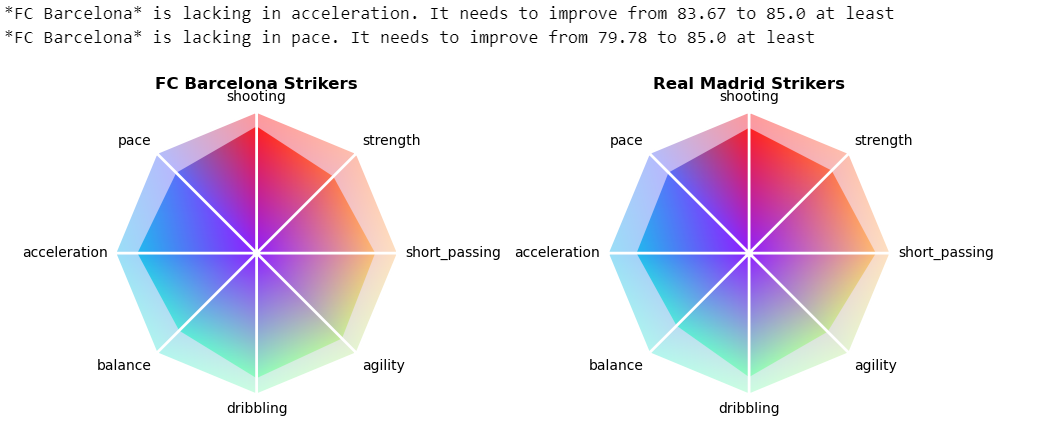 *FC Barcelona* is lacking in acceleration. It needs to improve from 83.67 to 85.0 at least
*FC Barcelona* is lacking in pace. It needs to improve from 79.78 to 85.0 at least
FC Barcelona Strikers
shooting
pace
strength
acceleration
short_passing
balance
agility
dribbling
Real Madrid Strikers
shooting
pace
strength
acceleration
short_passing
balance
agility
dribbling